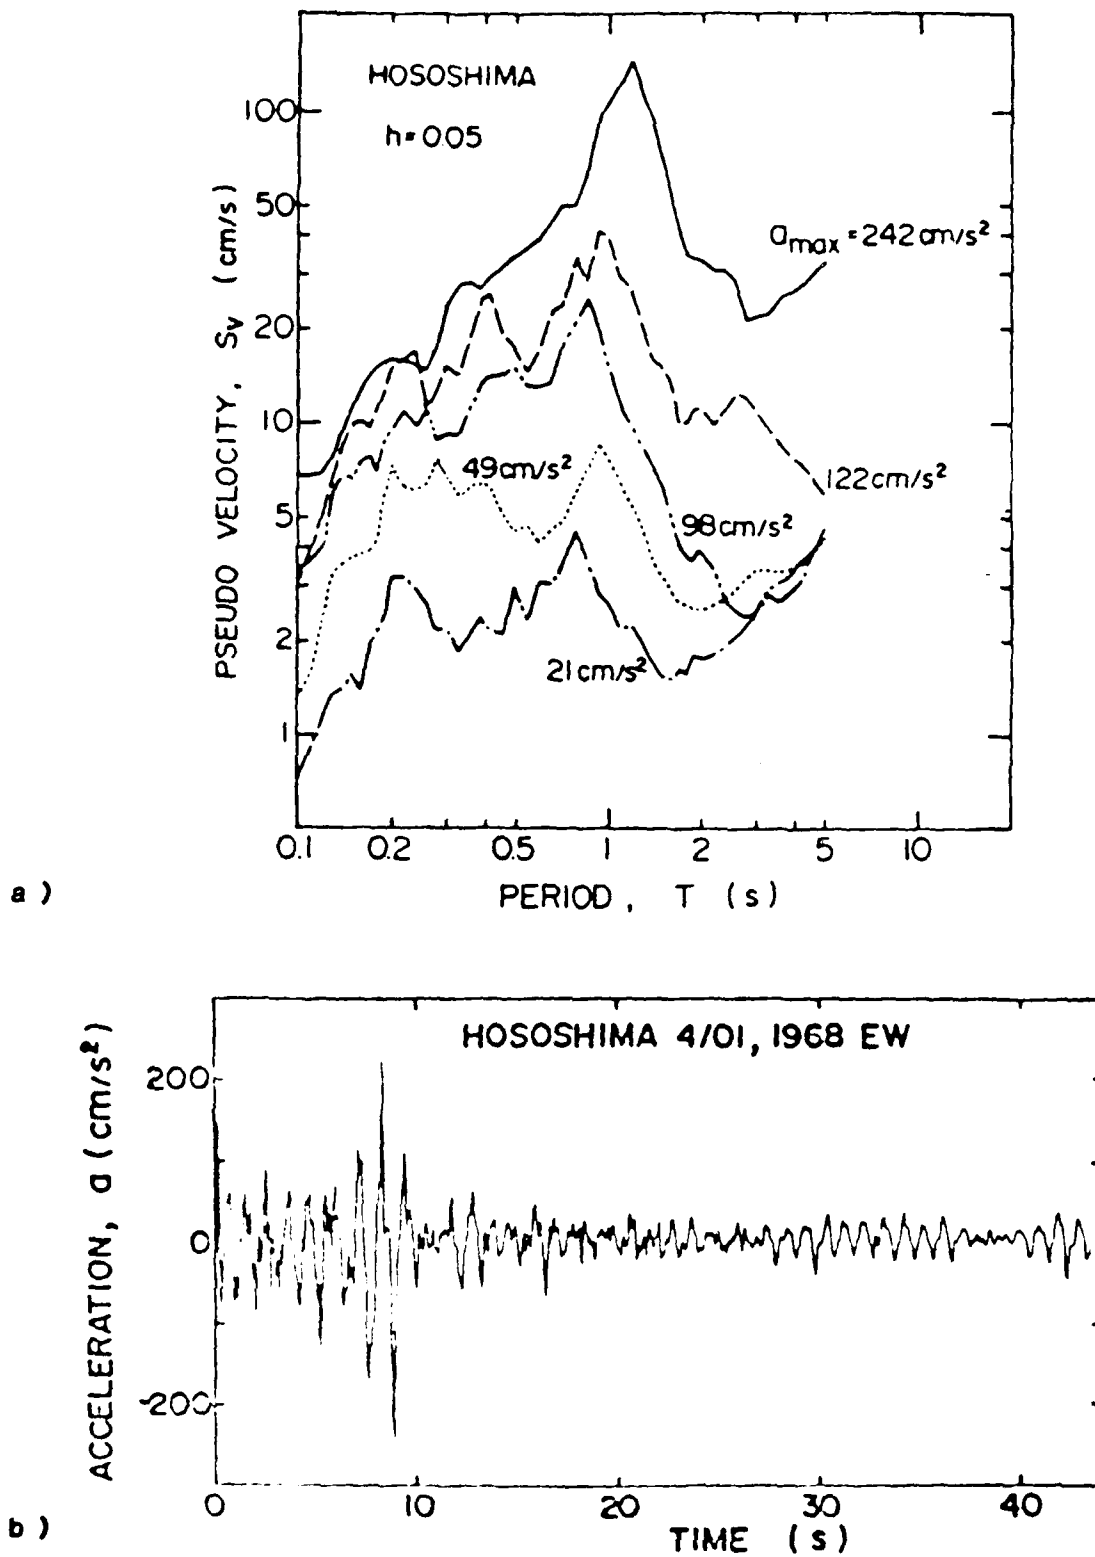 HOSOSHIMA
h=0.05
100
50
20
10
5
2
1
PSEUDO VELOCITY, Sv (cm/s)
amax = 242cm/s²
49cm/s²
122cm/s²
98cm/s²
21cm/s²
0.1 0.2 0.5 1 2 5 10
PERIOD, T (s)
a )
HOSOSHIMA 4/01, 1968 EW
200
0
-200
ACCELERATION, a (cm/s²)
0 10 20 30 40
TIME (s)
b )